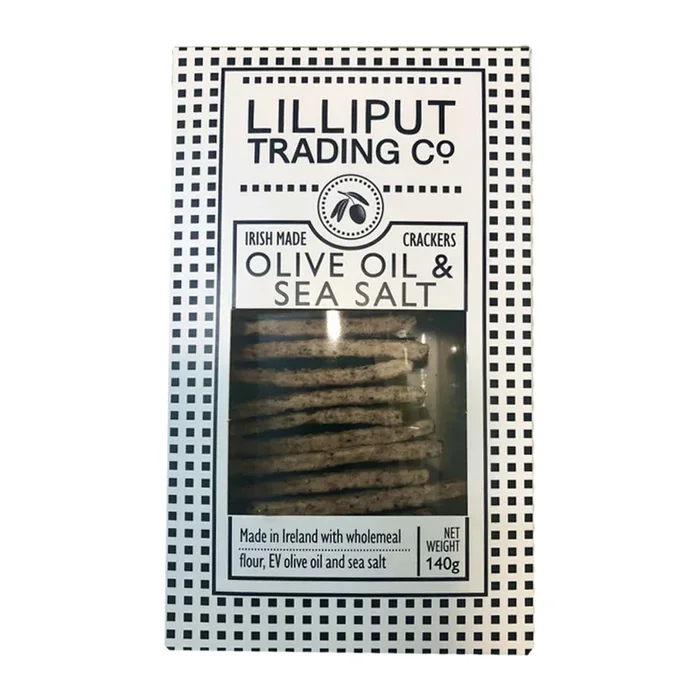 LILLIPUT
TRADING Co
IRISH MADE CRACKERS
OLIVE OIL &
SEA SALT
Made in Ireland with wholemeal
flour, EV olive oil and sea salt
NET
WEIGHT
140g